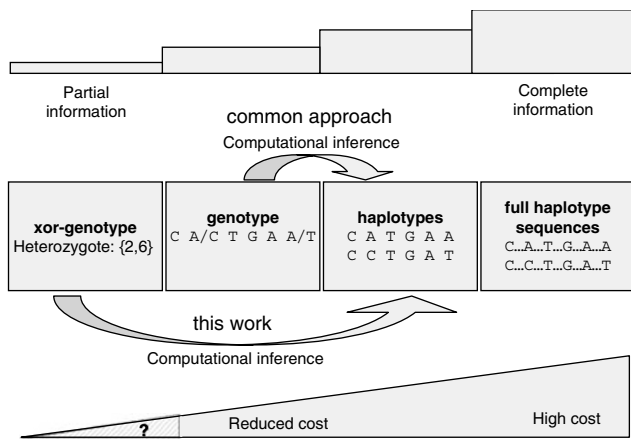 Partial
information
Complete
information
common approach
Computational inference
xor-genotype
Heterozygote: {2,6}
genotype
C A/C T G A A/T
haplotypes
C A T G A A
C C T G A T
full haplotype
sequences
C...A...T...G...A...A
C...C...T...G...A...T
this work
Computational inference
?
Reduced cost
High cost